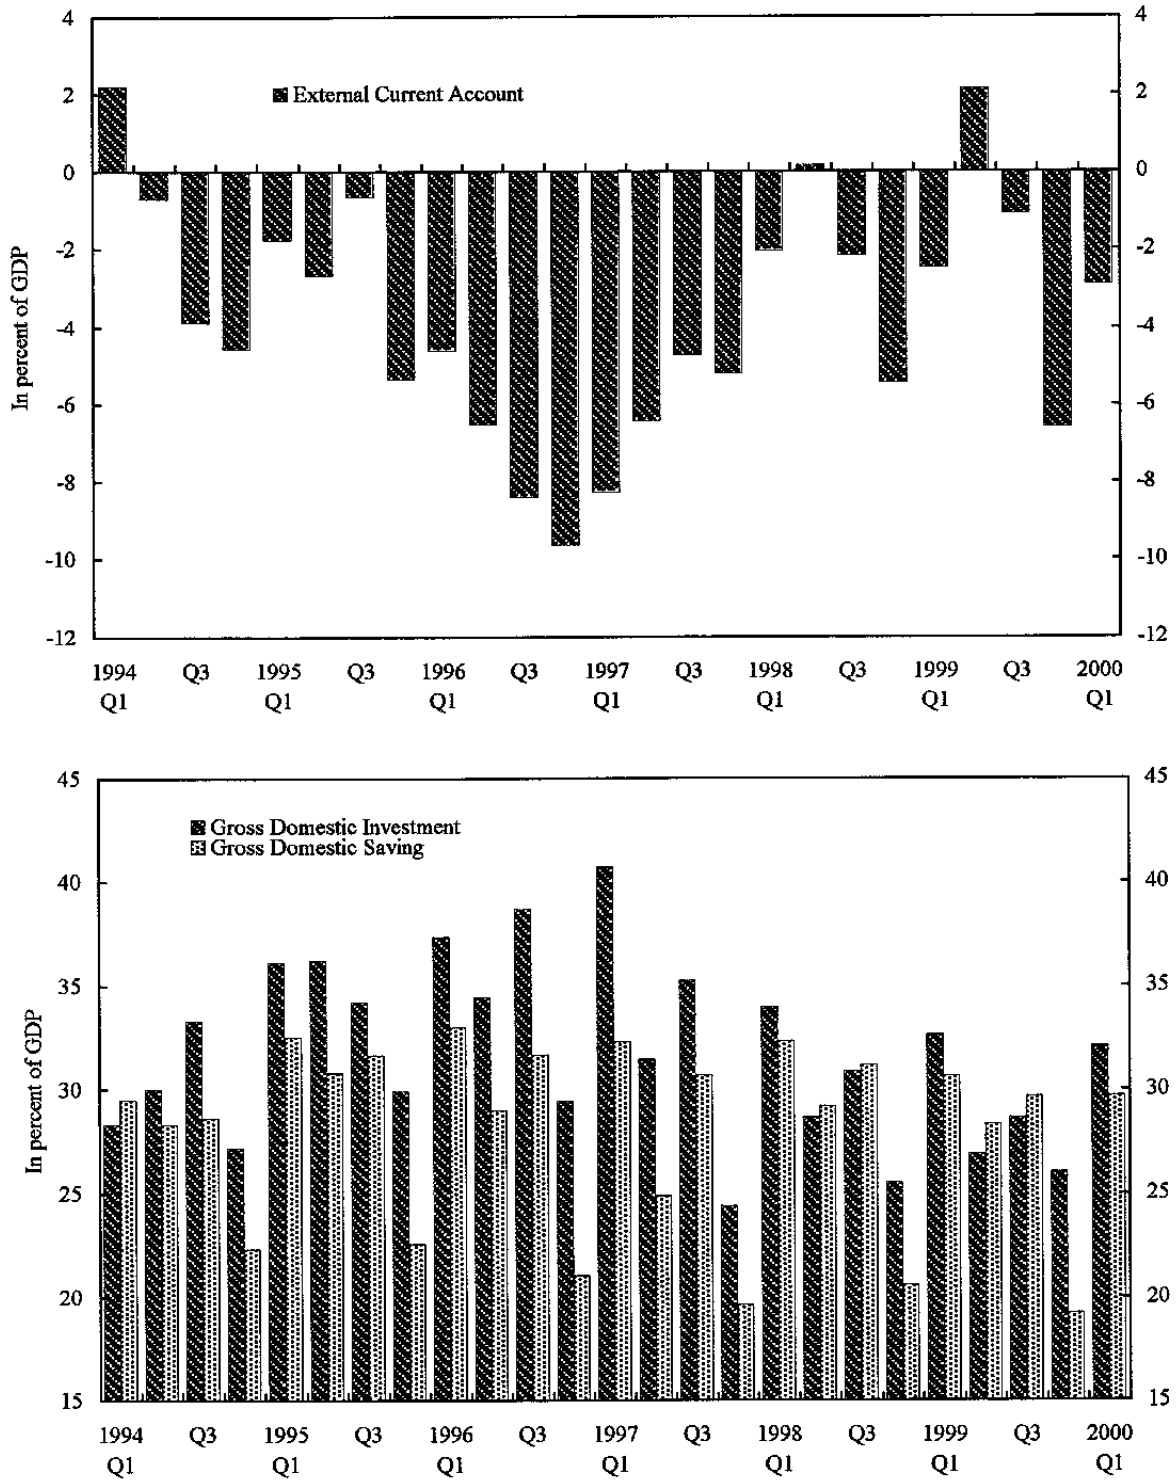 4 4
External Current Account
2 2
0 0
-2 -2
-4 -4
In percent of GDP
-6 -6
-8 -8
-10 -10
-12 -12
1994 Q3 1995 Q3 1996 Q3 1997 Q3 1998 Q3 1999 Q3 2000
Q1 Q1 Q1 Q1 Q1 Q1 Q1
45 45
Gross Domestic Investment
Gross Domestic Saving
40 40
35 35
In percent of GDP
30 30
25 25
20 20
15 15
1994 Q3 1995 Q3 1996 Q3 1997 Q3 1998 Q3 1999 Q3 2000
Q1 Q1 Q1 Q1 Q1 Q1 Q1